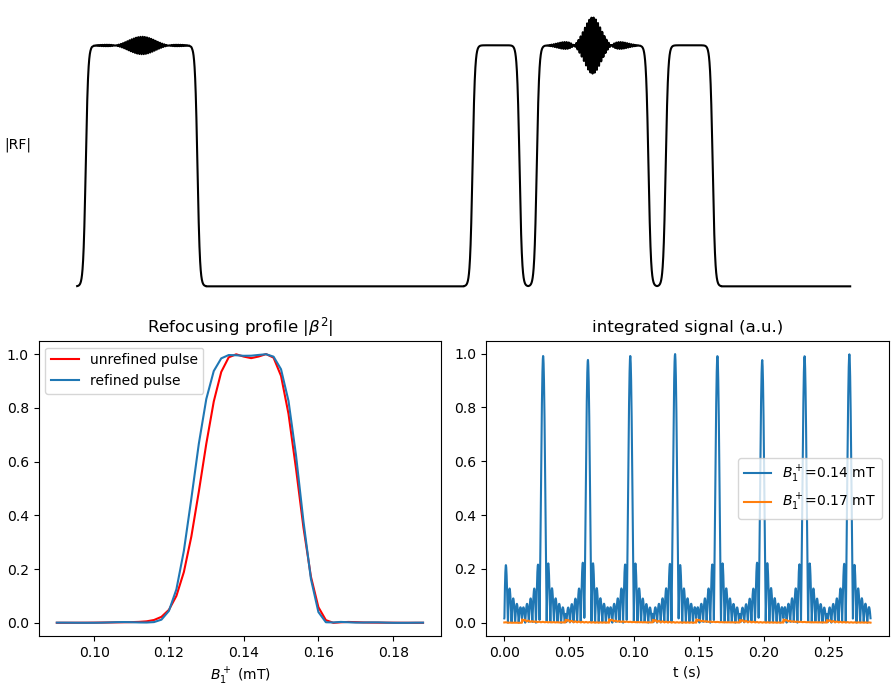 |RF|
Refocusing profile |β²|
integrated signal (a.u.)
1.0
0.8
0.6
0.4
0.2
0.0
unrefined pulse
refined pulse
0.10 0.12 0.14 0.16 0.18
B₁⁺ (mT)
1.0
0.8
0.6
0.4
0.2
0.0
B₁⁺=0.14 mT
B₁⁺=0.17 mT
0.00 0.05 0.10 0.15 0.20 0.25
t (s)